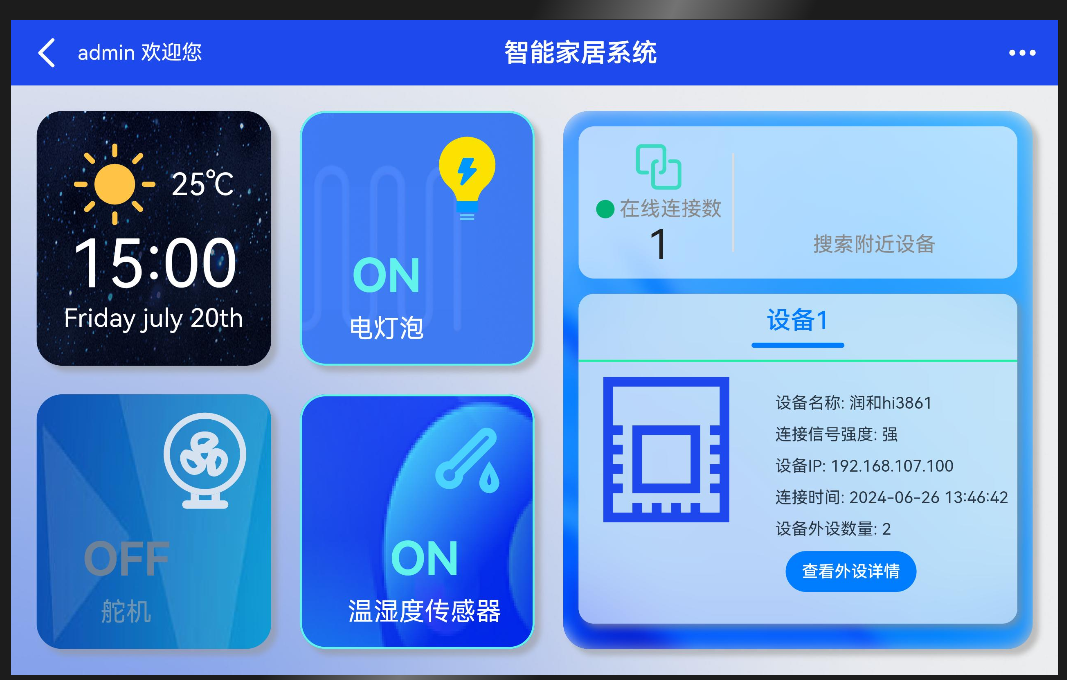 admin 欢迎您
智能家居系统
25℃
15:00
Friday july 20th
ON
电灯泡
OFF
舵机
ON
温湿度传感器
在线连接数
1
搜索附近设备
设备1
设备名称: 润和hi3861
连接信号强度: 强
设备IP: 192.168.107.100
连接时间: 2024-06-26 13:46:42
设备外设数量: 2
查看外设详情